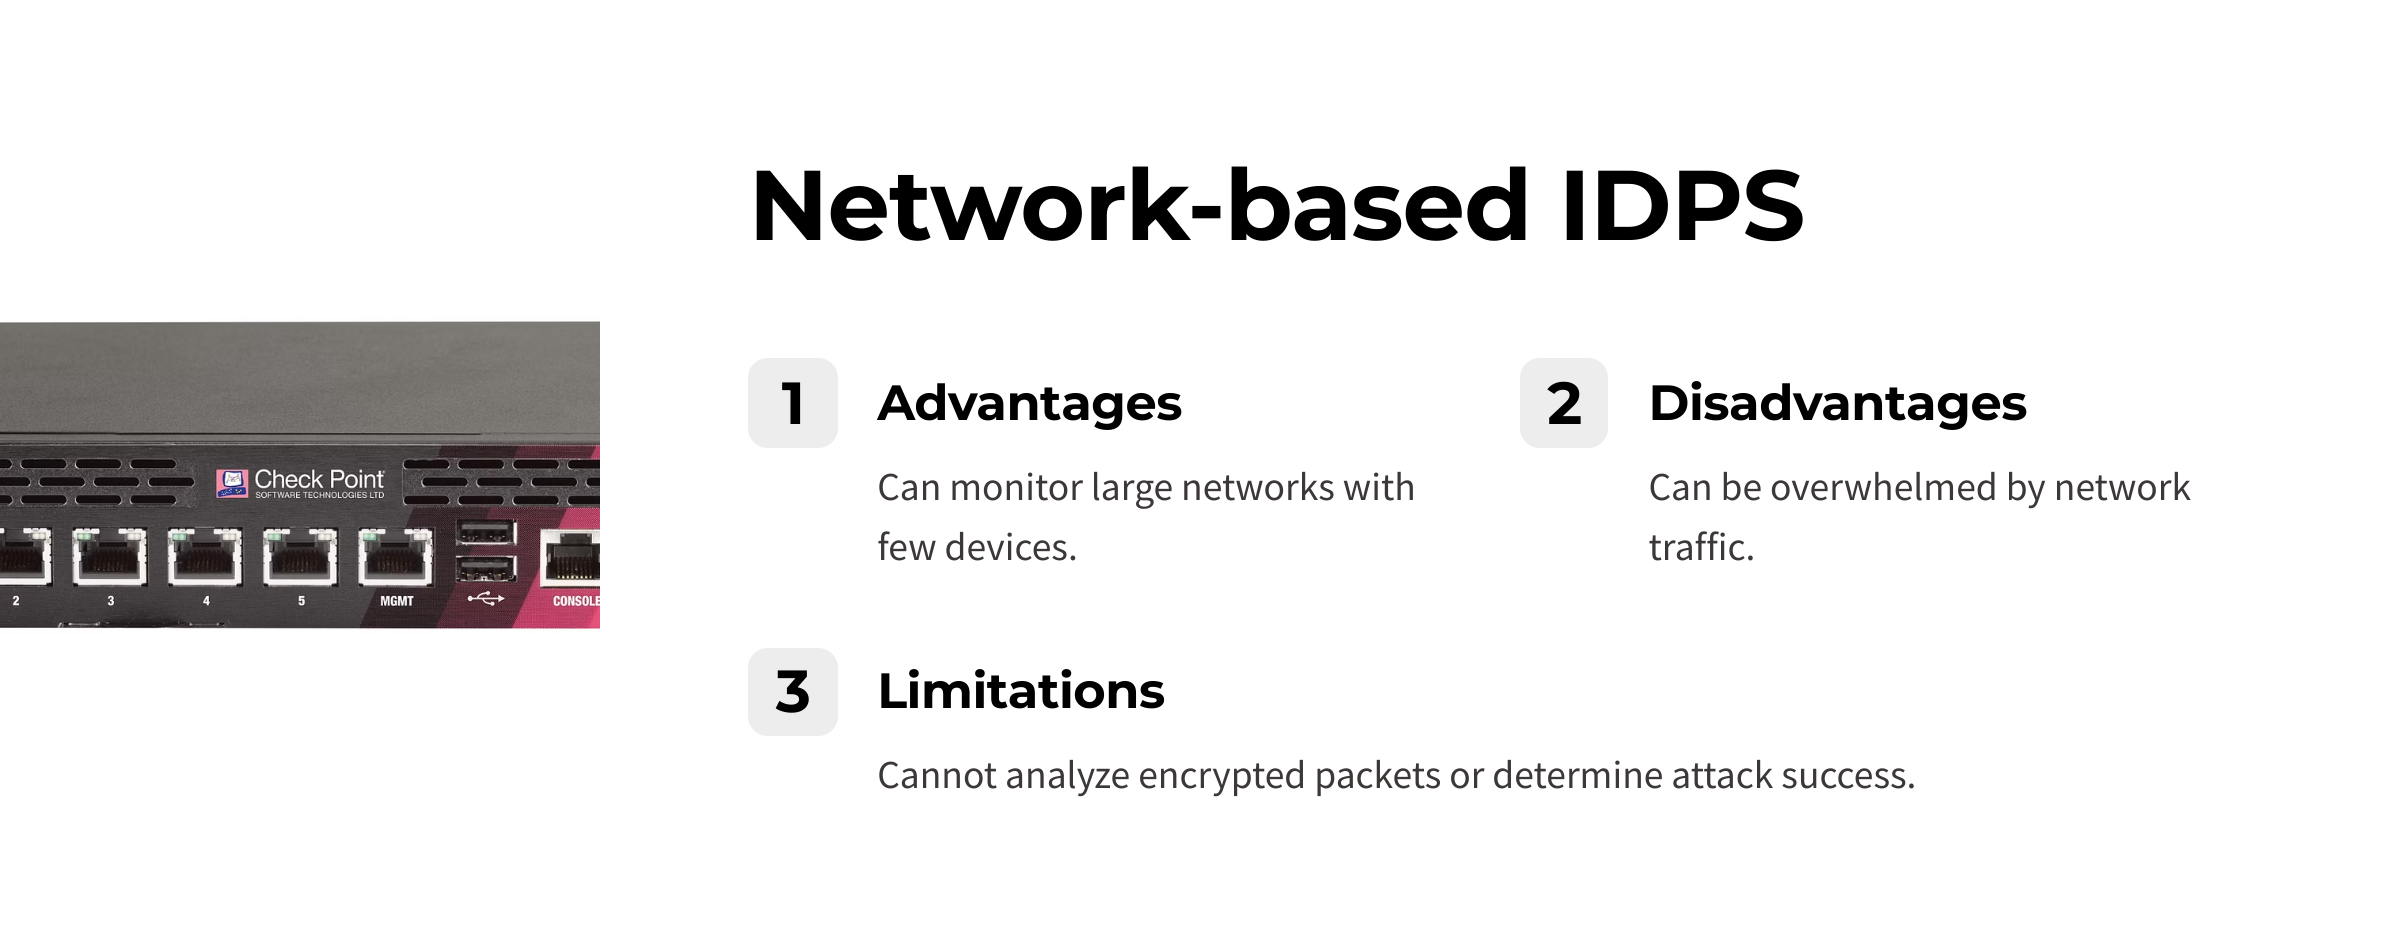 Network-based IDPS
1
Advantages
Can monitor large networks with
few devices.
2
Disadvantages
Can be overwhelmed by network
traffic.
3
Limitations
Cannot analyze encrypted packets or determine attack success.
Check Point
SOFTWARE TECHNOLOGIES LTD
2 3 4 5 MGMT CONSOLE